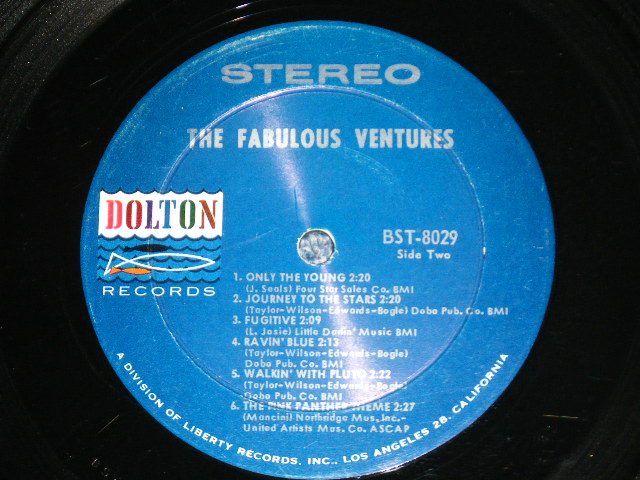 STEREO
THE FABULOUS VENTURES
DOLTON
RECORDS
BST-8029
Side Two
1. ONLY THE YOUNG 2:20
(J. Seals) Four Star Sales Co. BMI
2. JOURNEY TO THE STARS 2:20
(Taylor-Wilson-Edwards-Bogle) Dobo Pub. Co. BMI
3. FUGITIVE 2:09
(L. Josie) Little Darlin' Music BMI
4. RAVIN' BLUE 2:13
(Taylor-Wilson-Edwards-Bogle)
Dobo Pub. Co. BMI
5. WALKIN' WITH PLUTO 2:22
(Taylor-Wilson-Edwards-Bogle)
Dobo Pub. Co. BMI
6. THE PINK PANTHER THEME 2:27
(Mancini) Northridge Mus., Inc.-
United Artists Mus. Co. ASCAP
A DIVISION OF LIBERTY RECORDS, INC., LOS ANGELES 28, CALIFORNIA